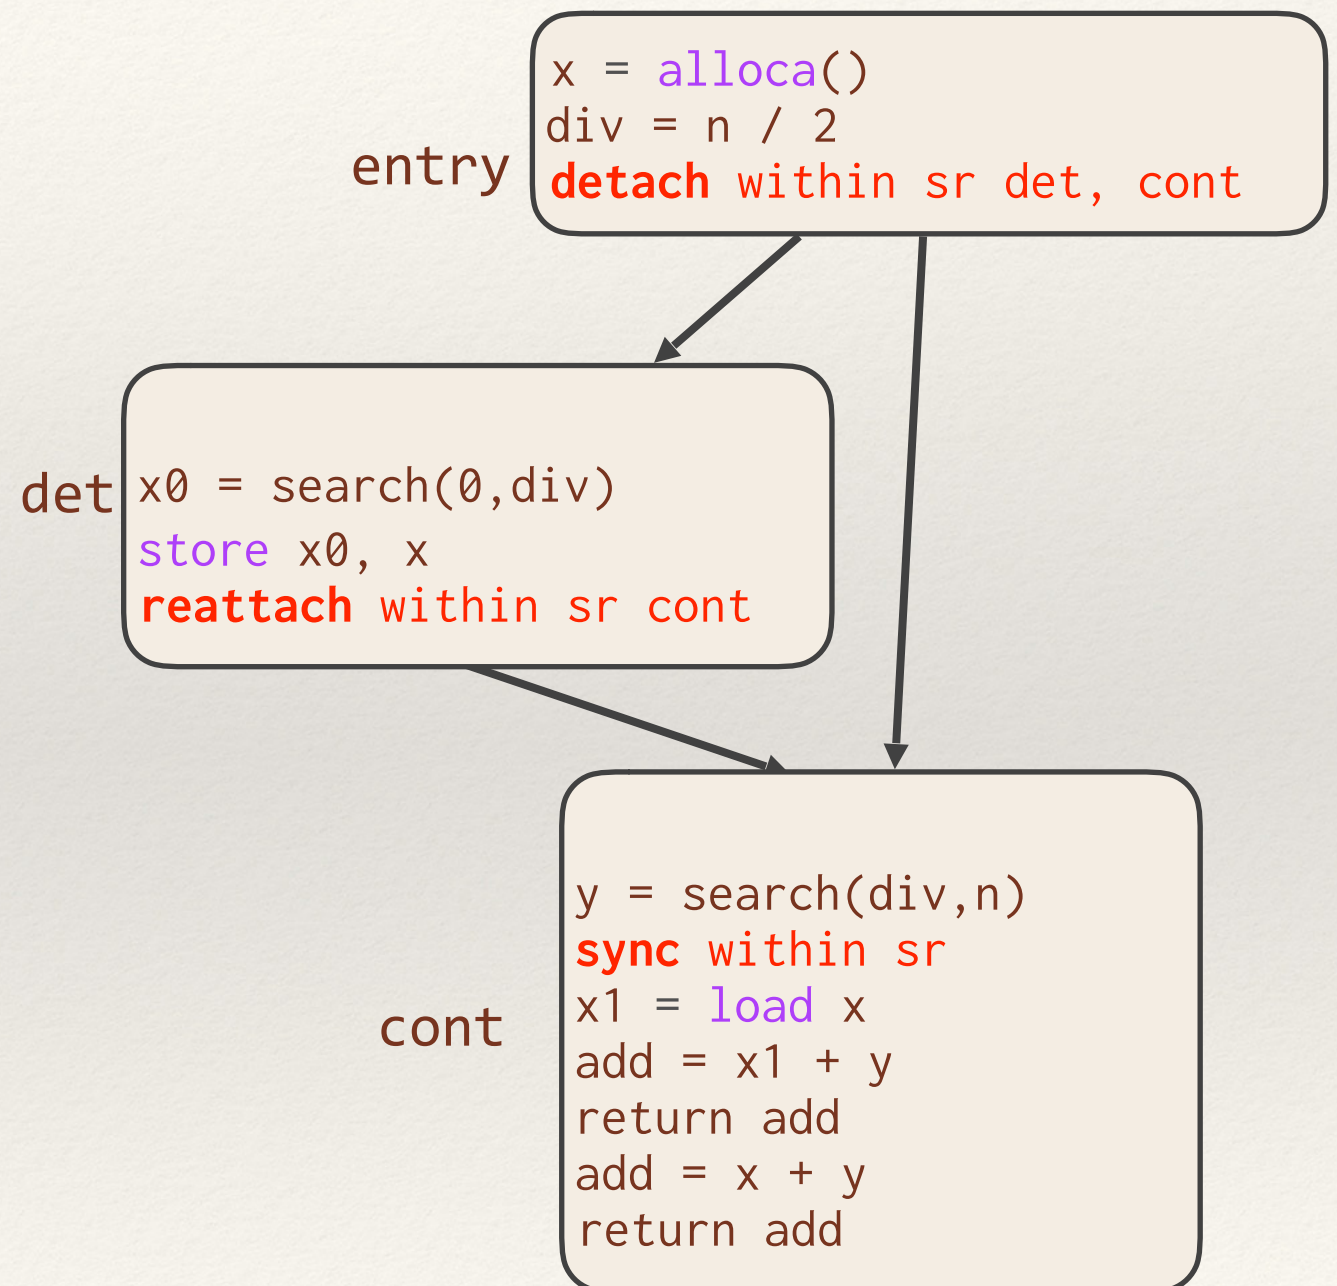 x = alloca()
div = n / 2
entry
detach within sr det, cont
det
x0 = search(0,div)
store x0, x
reattach within sr cont
y = search(div,n)
sync within sr
x1 = load x
cont
add = x1 + y
return add
add = x + y
return add